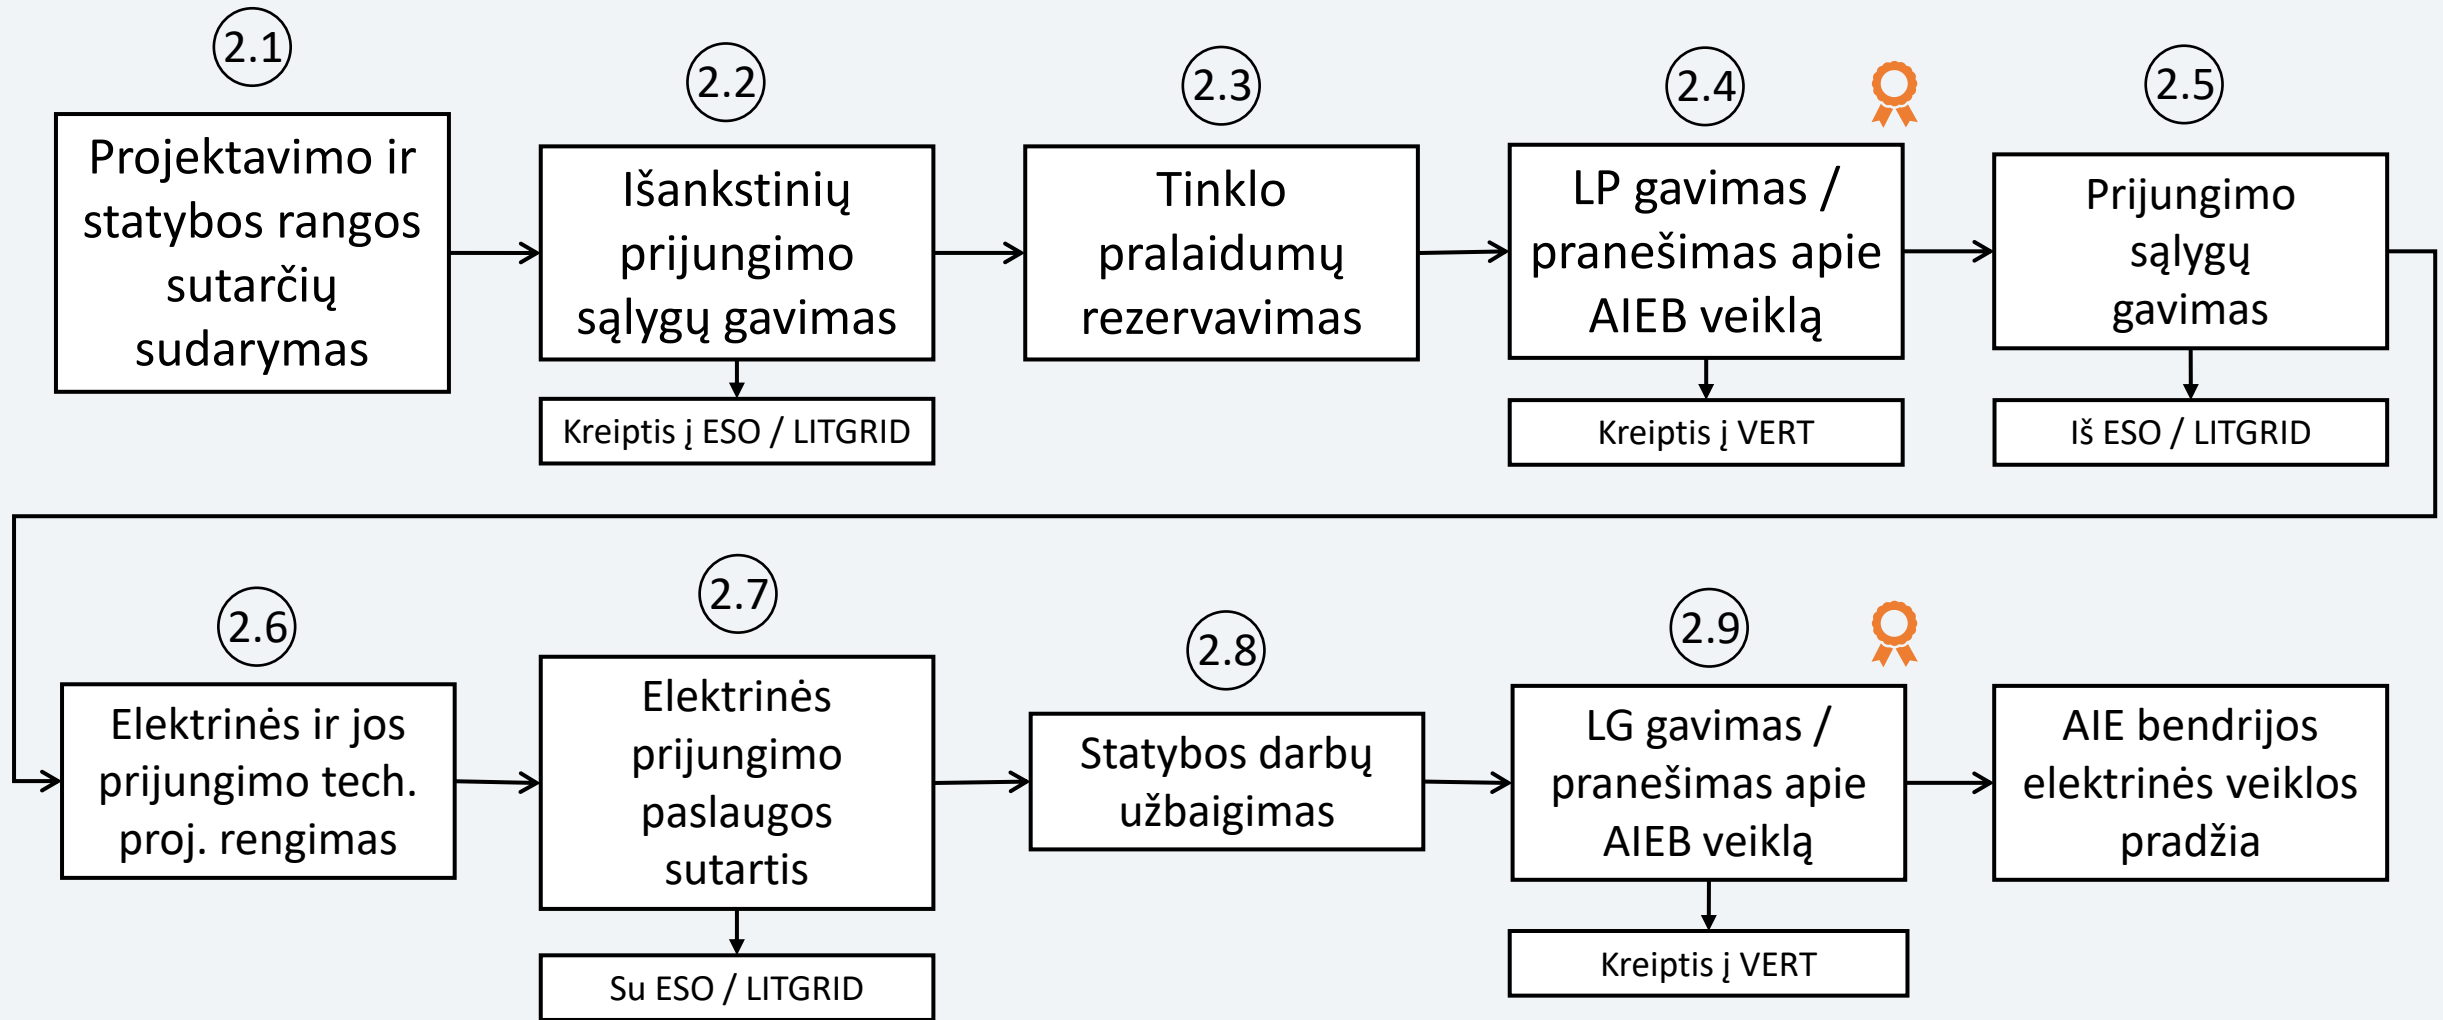 2.1
Projektavimo ir
statybos rangos
sutarčių
sudarymas
2.2
Išankstinių
prijungimo
sąlygų gavimas
Kreiptis į ESO / LITGRID
2.3
Tinklo
pralaidumų
rezervavimas
2.4
LP gavimas /
pranešimas apie
AIEB veiklą
Kreiptis į VERT
2.5
Prijungimo
sąlygų
gavimas
Iš ESO / LITGRID
2.6
Elektrinės ir jos
prijungimo tech.
proj. rengimas
2.7
Elektrinės
prijungimo
paslaugos
sutartis
Su ESO / LITGRID
2.8
Statybos darbų
užbaigimas
2.9
LG gavimas /
pranešimas apie
AIEB veiklą
Kreiptis į VERT
AIE bendrijos
elektrinės veiklos
pradžia